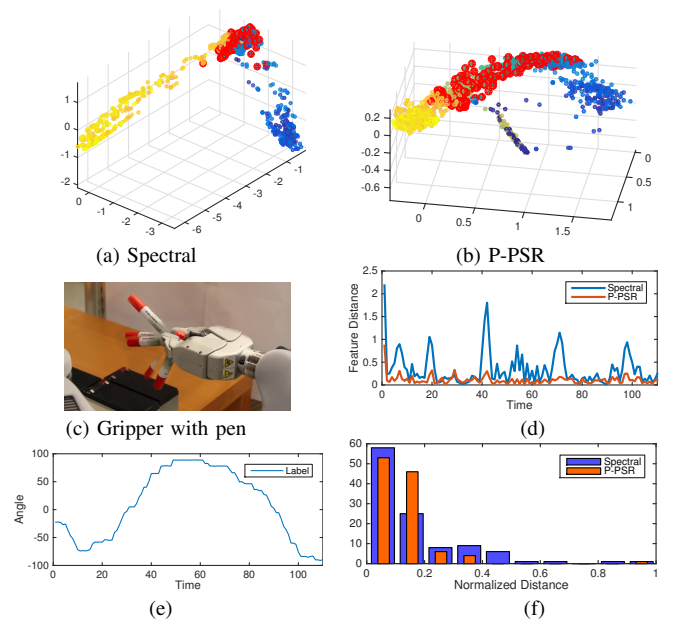 1
0
-1
-2
0
-1
-2
-3
-6
-5
-4
-3
-2
-1
(a) Spectral
0.2
0
-0.2
-0.4
-0.6
0
0.5
1
1.5
1
0.5
0
(b) P-PSR
(c) Gripper with pen
Feature Distance
2.5
2
1.5
1
0.5
0
0 20 40 60 80 100
Time
Spectral
P-PSR
(d)
Angle
100
50
0
-50
-100
0 20 40 60 80 100
Time
Label
(e)
60
50
40
30
20
10
0
0 0.2 0.4 0.6 0.8 1
Normalized Distance
Spectral
P-PSR
(f)